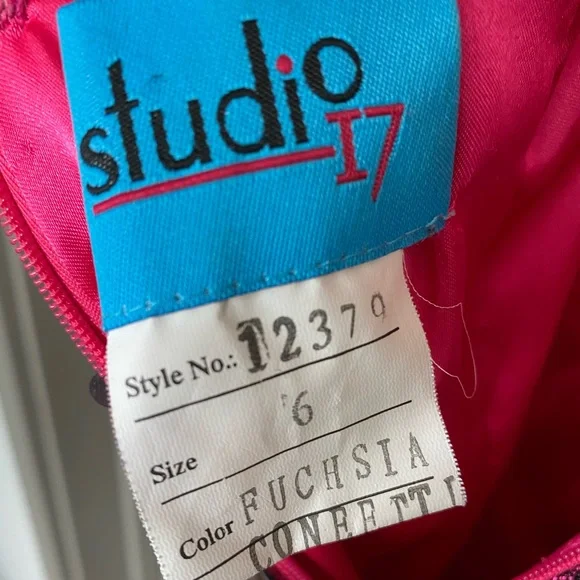 studio
17
Style No.: 12379
Size 6
Color FUCHSIA
CONFETTI